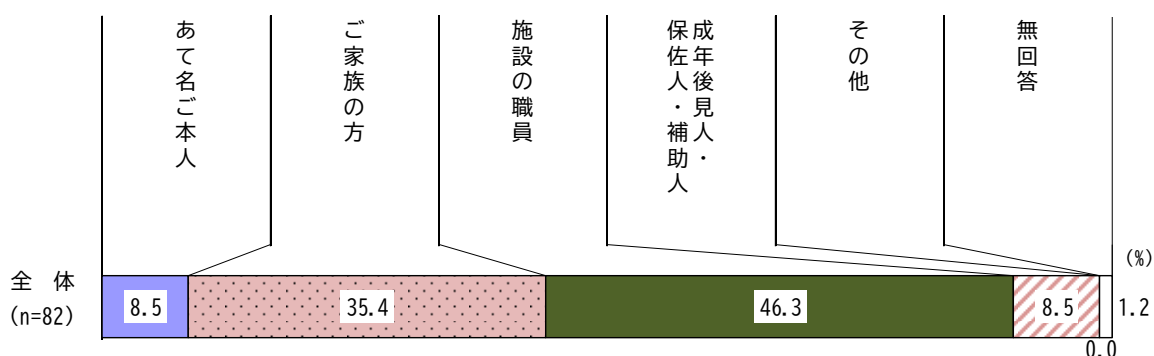 あて名ご本人
ご家族の方
施設の職員
成年後見人・
保佐人・補助人
その他
無回答
(%)
全 体
(n=82)
8.5
35.4
46.3
8.5
1.2
0.0